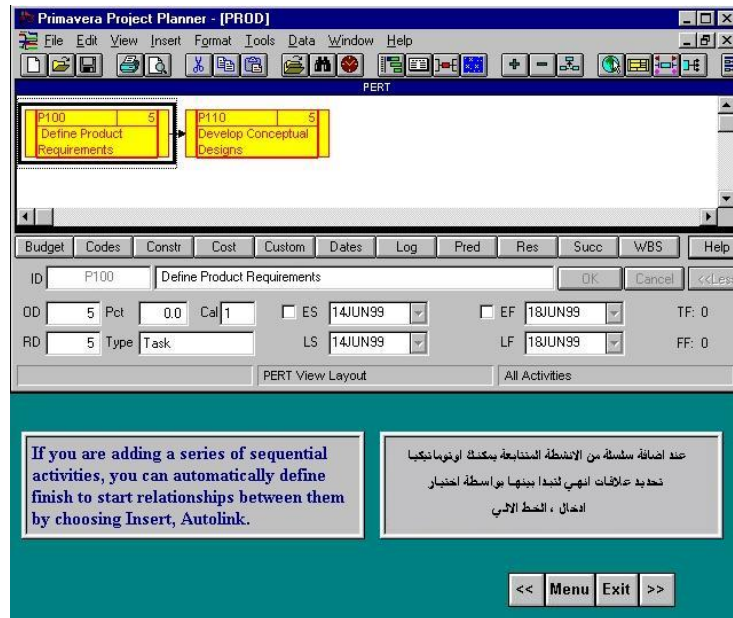 Primavera Project Planner - [PROD]
File Edit View Insert Format Tools Data Window Help
PERT
P100 5 P110 5
Define Product Develop Conceptual
Requirements Designs
Budget Codes Constr Cost Custom Dates Log Pred Res Succ WBS Help
ID P100 Define Product Requirements OK Cancel <<Les
OD 5 Pct 0.0 Cal 1 ES 14JUN99 EF 18JUN99 TF: 0
RD 5 Type Task LS 14JUN99 LF 18JUN99 FF: 0
PERT View Layout All Activities
If you are adding a series of sequential
activities, you can automatically define
finish to start relationships between them
by choosing Insert, Autolink.
عند اضافة سلسلة من الانشطة المتتابعة يمكنك اوتوماتيكيا
تحديد علاقات انهي لتبدا بينها بواسطة اختيار
ادخال ، الخط الالي
<< Menu Exit >>